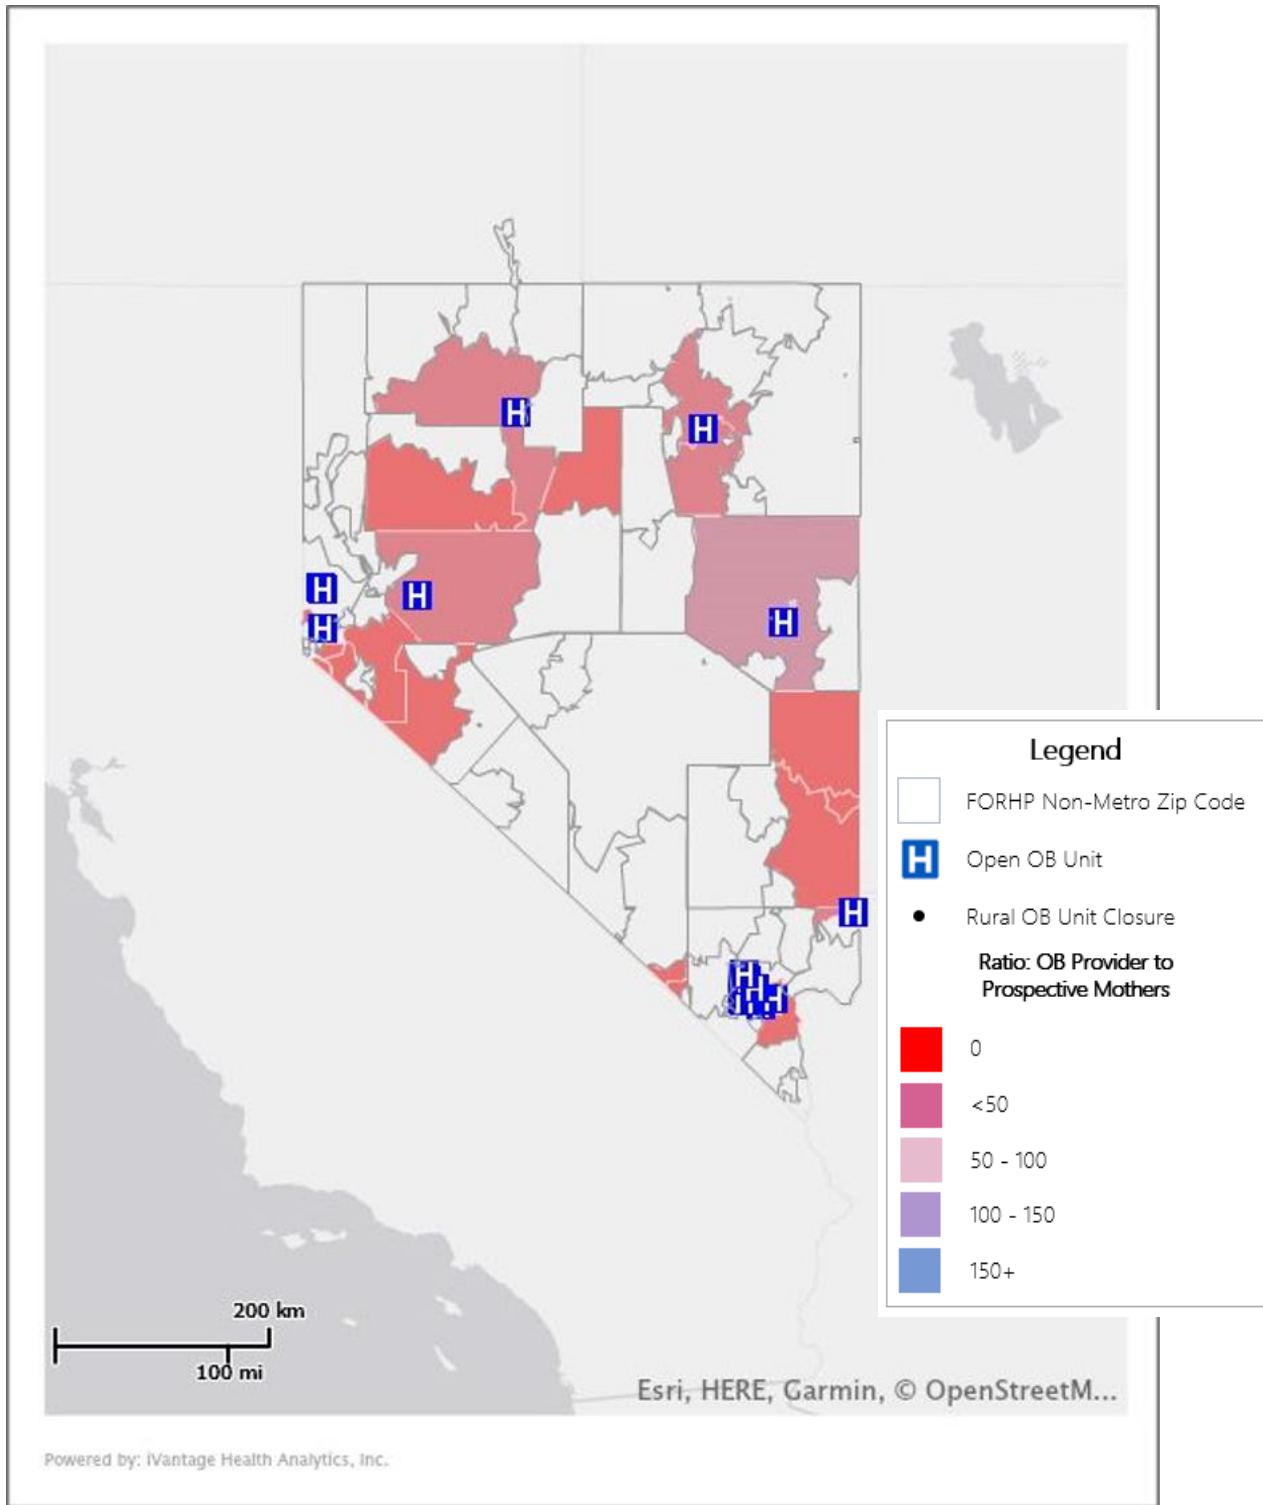 H
H
H
H
H
H
H
H
H
H
Legend
FORHP Non-Metro Zip Code
H Open OB Unit
Rural OB Unit Closure
Ratio: OB Provider to
Prospective Mothers
0
<50
50 - 100
100 - 150
150+
200 km
100 mi
Esri, HERE, Garmin, © OpenStreetM...
Powered by: iVantage Health Analytics, Inc.